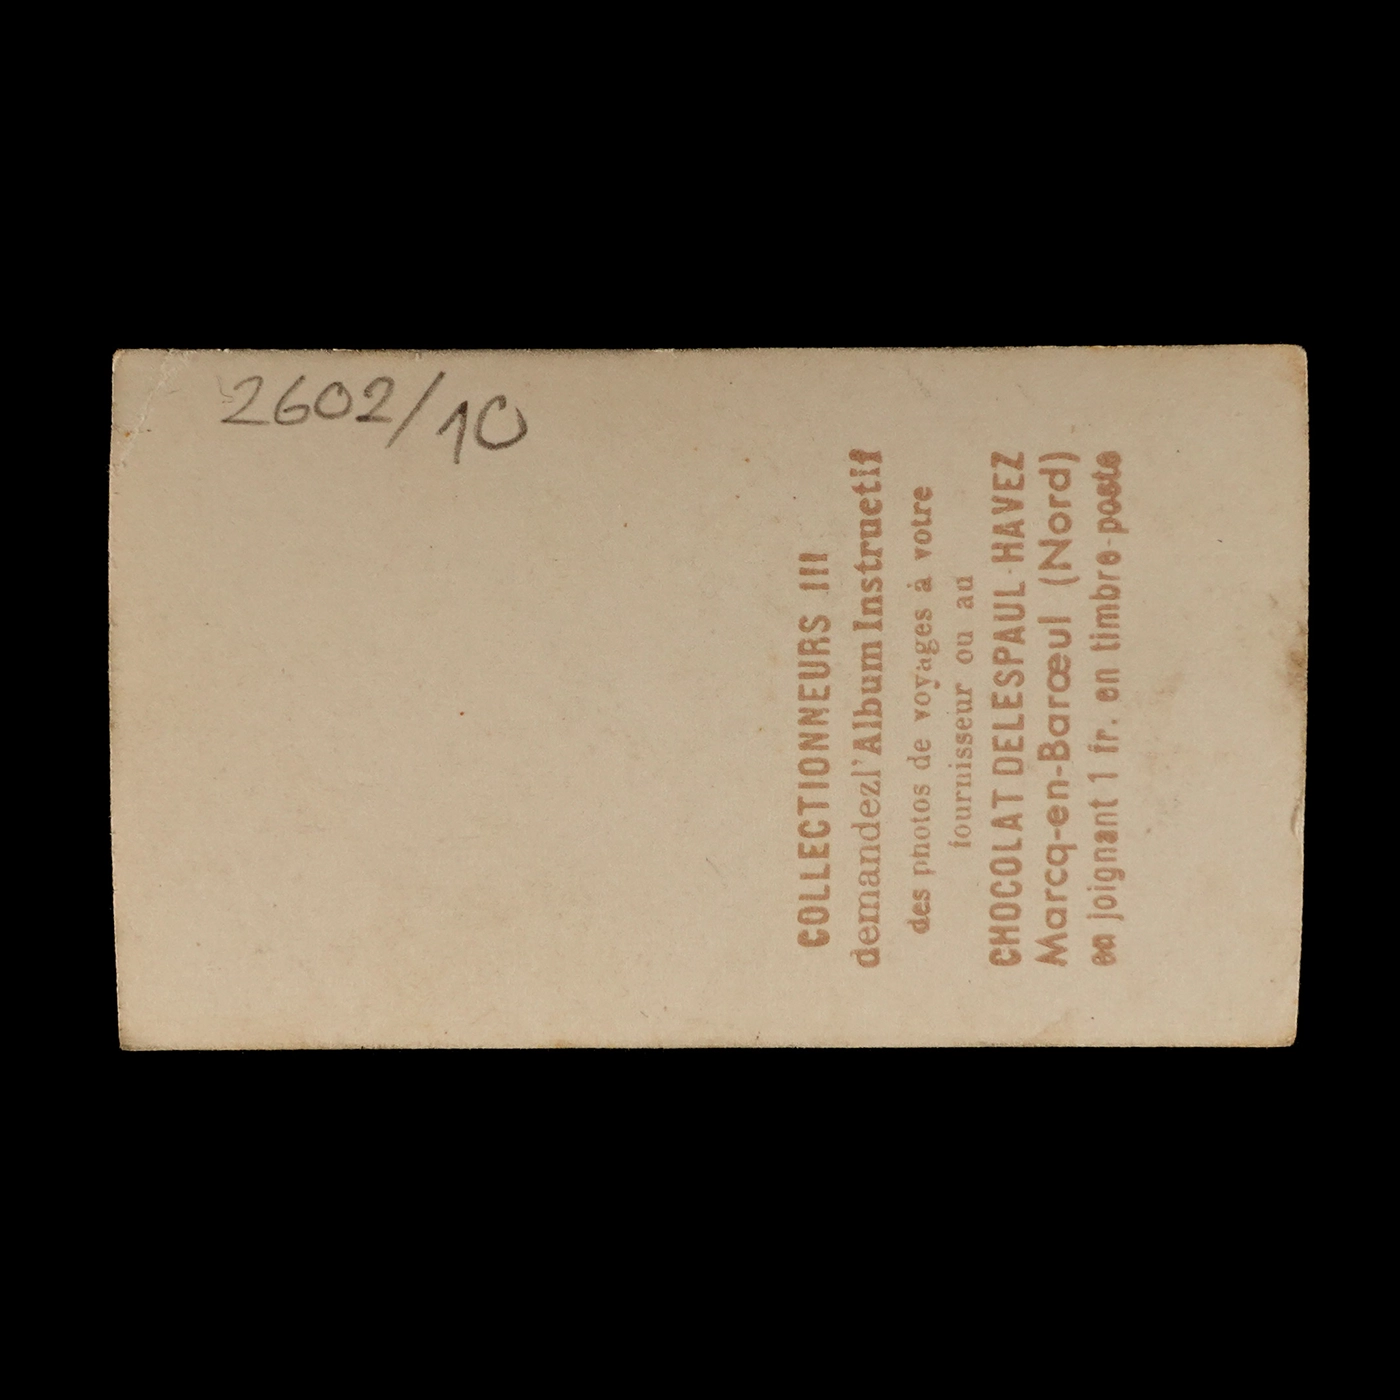 2602/10
COLLECTIONNEURS !!!
demandez l'Album Instructif
des photos de voyages à votre
fournisseur ou au
CHOCOLAT DELESPAUL-HAVEZ
Marcq-en-Barœul (Nord)
en joignant 1 fr. en timbre-poste